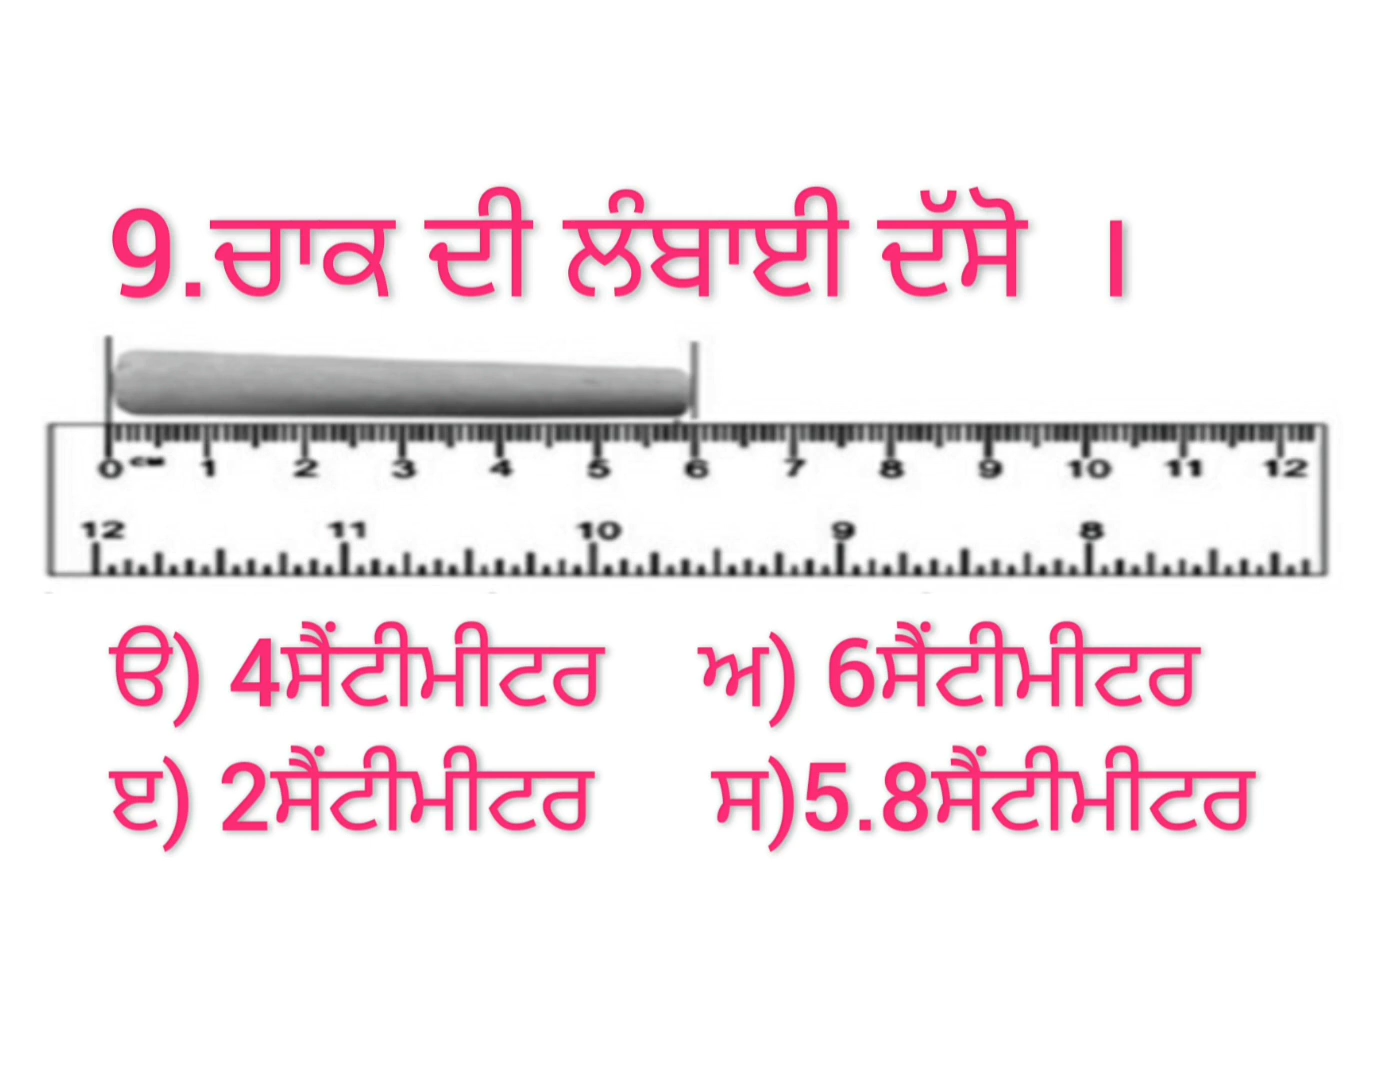 9.ਚਾਕ ਦੀ ਲੰਬਾਈ ਦੱਸੋ ।
0 cm 1 2 3 4 5 6 7 8 9 10 11 12
12 11 10 9 8
ੳ) 4ਸੈਂਟੀਮੀਟਰ ਅ) 6ਸੈਂਟੀਮੀਟਰ
ੲ) 2ਸੈਂਟੀਮੀਟਰ ਸ)5.8ਸੈਂਟੀਮੀਟਰ